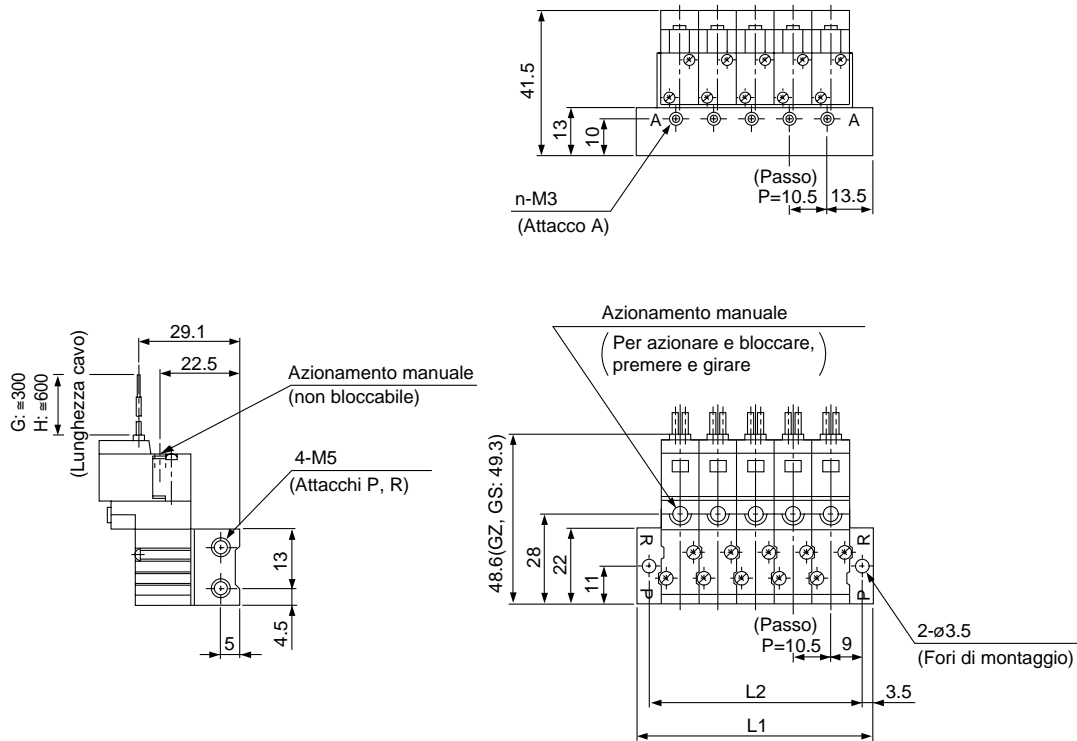 41.5
13
10
A
A
(Passo)
P=10.5
13.5
n-M3
(Attacco A)
29.1
22.5
G: ≅300
H: ≅600
(Lunghezza cavo)
Azionamento manuale
(non bloccabile)
4-M5
(Attacchi P, R)
13
4.5
5
Azionamento manuale
(Per azionare e bloccare,
premere e girare)
48.6(GZ, GS: 49.3)
28
22
11
R
P
R
P
(Passo)
P=10.5
9
2-ø3.5
(Fori di montaggio)
L2
3.5
L1